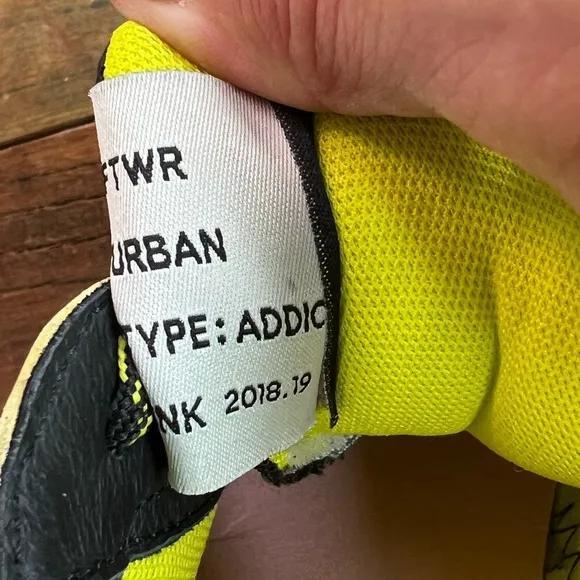 FTWR
URBAN
TYPE: ADDIC
NK 2018.19